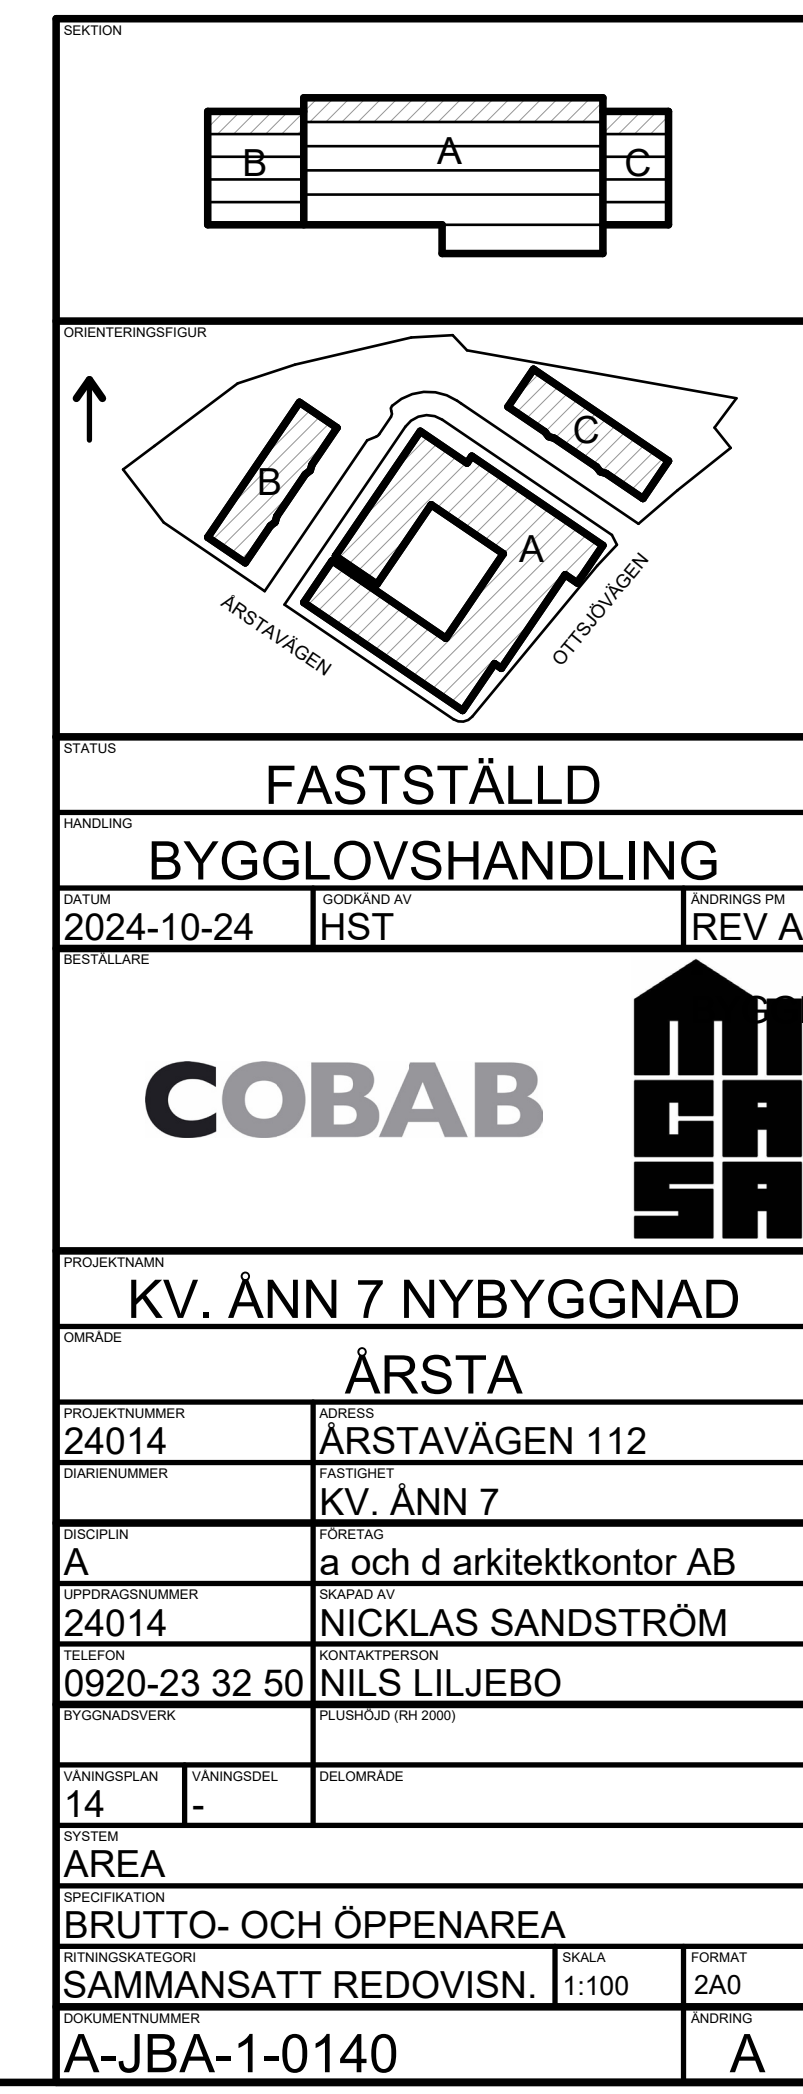 SEKTION
B A C
ORIENTERINGSFIGUR
C
B
A
ÅRSTAVÄGEN
OTTSJÖVÄGEN
STATUS
FASTSTÄLLD
HANDLING
BYGGLOVSHANDLING
DATUM GODKÄND AV ÄNDRINGS PM
2024-10-24 HST REV A
BESTÄLLARE
COBAB
MI
CA
SA
PROJEKTNAMN
KV. ÅNN 7 NYBYGGNAD
OMRÅDE
ÅRSTA
PROJEKTNUMMER ADRESS
24014 ÅRSTAVÄGEN 112
DIARIENUMMER FASTIGHET
KV. ÅNN 7
DISCIPLIN FÖRETAG
A a och d arkitektkontor AB
UPPDRAGSNUMMER SKAPAD AV
24014 NICKLAS SANDSTRÖM
TELEFON KONTAKTPERSON
0920-23 32 50 NILS LILJEBO
BYGGNADSVERK PLUSHÖJD (RH 2000)
VÅNINGSPLAN VÅNINGSDEL DELOMRÅDE
14 -
SYSTEM
AREA
SPECIFIKATION
BRUTTO- OCH ÖPPENAREA
RITNINGSKATEGORI SKALA FORMAT
SAMMANSATT REDOVISN. 1:100 2A0
DOKUMENTNUMMER ÄNDRING
A-JBA-1-0140 A